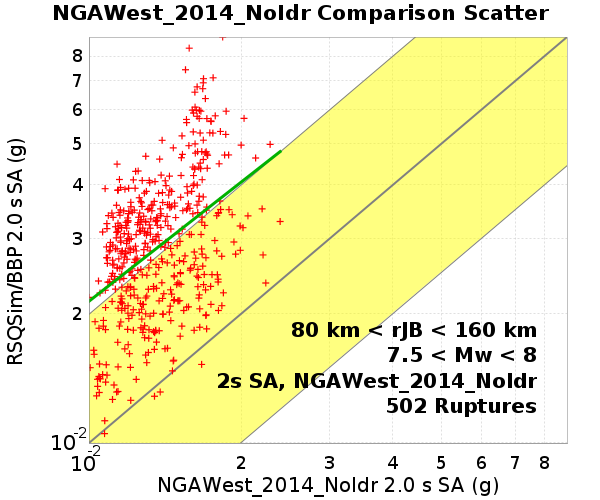 NGAWest_2014_NoIdr Comparison Scatter
RSQSim/BBP 2.0 s SA (g)
8
7
6
5
4
3
2
10-2
80 km < rJB < 160 km
7.5 < Mw < 8
2s SA, NGAWest_2014_NoIdr
502 Ruptures
10-2 2 3 4 5 6 7 8
NGAWest_2014_NoIdr 2.0 s SA (g)